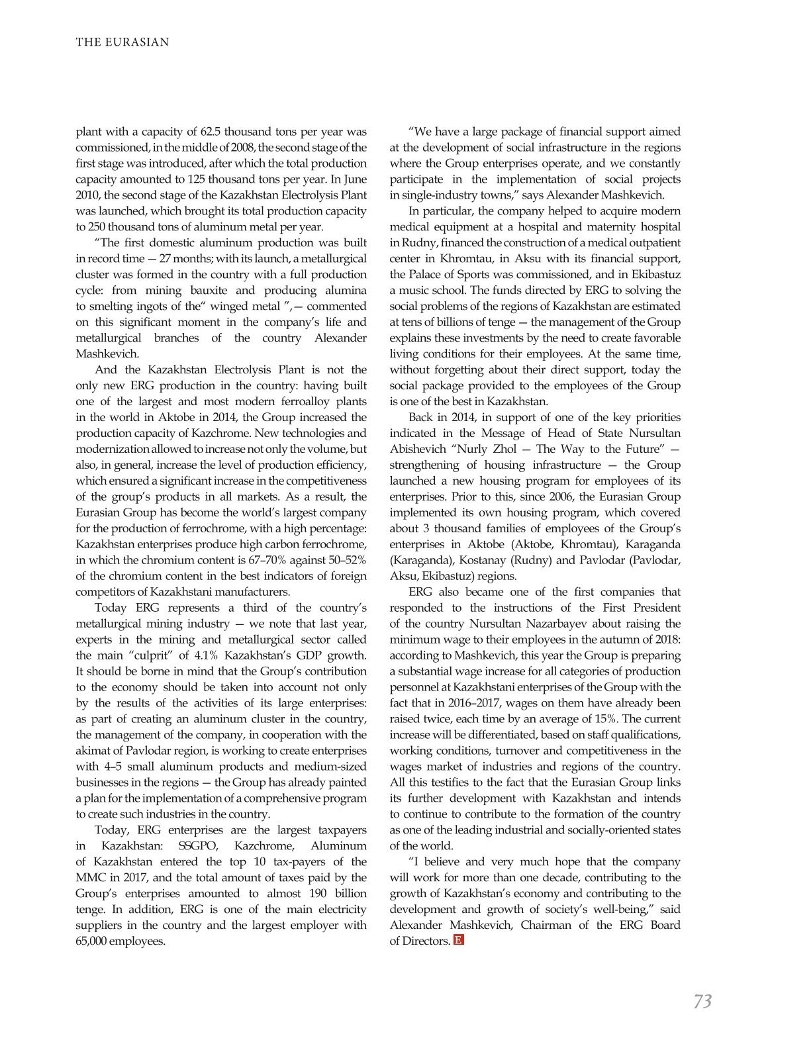 THE EURASIAN
plant with a capacity of 62.5 thousand tons per year was
commissioned, in the middle of 2008, the second stage of the
first stage was introduced, after which the total production
capacity amounted to 125 thousand tons per year. In June
2010, the second stage of the Kazakhstan Electrolysis Plant
was launched, which brought its total production capacity
to 250 thousand tons of aluminum metal per year.
“The first domestic aluminum production was built
in record time — 27 months; with its launch, a metallurgical
cluster was formed in the country with a full production
cycle: from mining bauxite and producing alumina
to smelting ingots of the“ winged metal ”,— commented
on this significant moment in the company’s life and
metallurgical branches of the country Alexander
Mashkevich.
And the Kazakhstan Electrolysis Plant is not the
only new ERG production in the country: having built
one of the largest and most modern ferroalloy plants
in the world in Aktobe in 2014, the Group increased the
production capacity of Kazchrome. New technologies and
modernization allowed to increase not only the volume, but
also, in general, increase the level of production efficiency,
which ensured a significant increase in the competitiveness
of the group’s products in all markets. As a result, the
Eurasian Group has become the world’s largest company
for the production of ferrochrome, with a high percentage:
Kazakhstan enterprises produce high carbon ferrochrome,
in which the chromium content is 67–70% against 50–52%
of the chromium content in the best indicators of foreign
competitors of Kazakhstani manufacturers.
Today ERG represents a third of the country’s
metallurgical mining industry — we note that last year,
experts in the mining and metallurgical sector called
the main “culprit” of 4.1% Kazakhstan’s GDP growth.
It should be borne in mind that the Group’s contribution
to the economy should be taken into account not only
by the results of the activities of its large enterprises:
as part of creating an aluminum cluster in the country,
the management of the company, in cooperation with the
akimat of Pavlodar region, is working to create enterprises
with 4–5 small aluminum products and medium-sized
businesses in the regions — the Group has already painted
a plan for the implementation of a comprehensive program
to create such industries in the country.
Today, ERG enterprises are the largest taxpayers
in Kazakhstan: SSGPO, Kazchrome, Aluminum
of Kazakhstan entered the top 10 tax-payers of the
MMC in 2017, and the total amount of taxes paid by the
Group’s enterprises amounted to almost 190 billion
tenge. In addition, ERG is one of the main electricity
suppliers in the country and the largest employer with
65,000 employees.
“We have a large package of financial support aimed
at the development of social infrastructure in the regions
where the Group enterprises operate, and we constantly
participate in the implementation of social projects
in single-industry towns,” says Alexander Mashkevich.
In particular, the company helped to acquire modern
medical equipment at a hospital and maternity hospital
in Rudny, financed the construction of a medical outpatient
center in Khromtau, in Aksu with its financial support,
the Palace of Sports was commissioned, and in Ekibastuz
a music school. The funds directed by ERG to solving the
social problems of the regions of Kazakhstan are estimated
at tens of billions of tenge — the management of the Group
explains these investments by the need to create favorable
living conditions for their employees. At the same time,
without forgetting about their direct support, today the
social package provided to the employees of the Group
is one of the best in Kazakhstan.
Back in 2014, in support of one of the key priorities
indicated in the Message of Head of State Nursultan
Abishevich “Nurly Zhol — The Way to the Future” —
strengthening of housing infrastructure — the Group
launched a new housing program for employees of its
enterprises. Prior to this, since 2006, the Eurasian Group
implemented its own housing program, which covered
about 3 thousand families of employees of the Group’s
enterprises in Aktobe (Aktobe, Khromtau), Karaganda
(Karaganda), Kostanay (Rudny) and Pavlodar (Pavlodar,
Aksu, Ekibastuz) regions.
ERG also became one of the first companies that
responded to the instructions of the First President
of the country Nursultan Nazarbayev about raising the
minimum wage to their employees in the autumn of 2018:
according to Mashkevich, this year the Group is preparing
a substantial wage increase for all categories of production
personnel at Kazakhstani enterprises of the Group with the
fact that in 2016–2017, wages on them have already been
raised twice, each time by an average of 15%. The current
increase will be differentiated, based on staff qualifications,
working conditions, turnover and competitiveness in the
wages market of industries and regions of the country.
All this testifies to the fact that the Eurasian Group links
its further development with Kazakhstan and intends
to continue to contribute to the formation of the country
as one of the leading industrial and socially-oriented states
of the world.
“I believe and very much hope that the company
will work for more than one decade, contributing to the
growth of Kazakhstan’s economy and contributing to the
development and growth of society’s well-being,” said
Alexander Mashkevich, Chairman of the ERG Board
of Directors. E
73